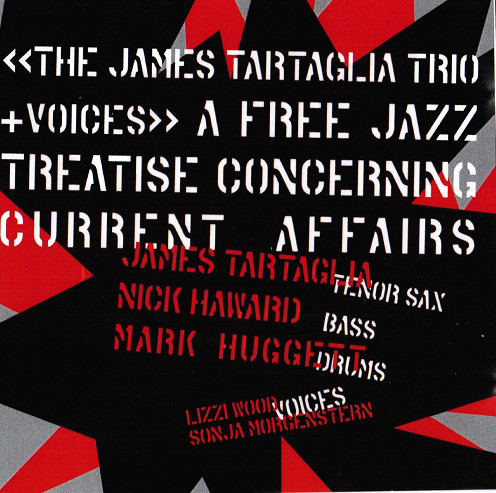 <<THE JAMES TARTAGLIA TRIO
+VOICES>> A FREE JAZZ
TREATISE CONCERNING
CURRENT AFFAIRS
JAMES TARTAGLIA
TENOR SAX
NICK HAWARD
BASS
MARK HUGGETT
DRUMS
LIZZI WOOD
VOICES
SONJA MORGENSTERN